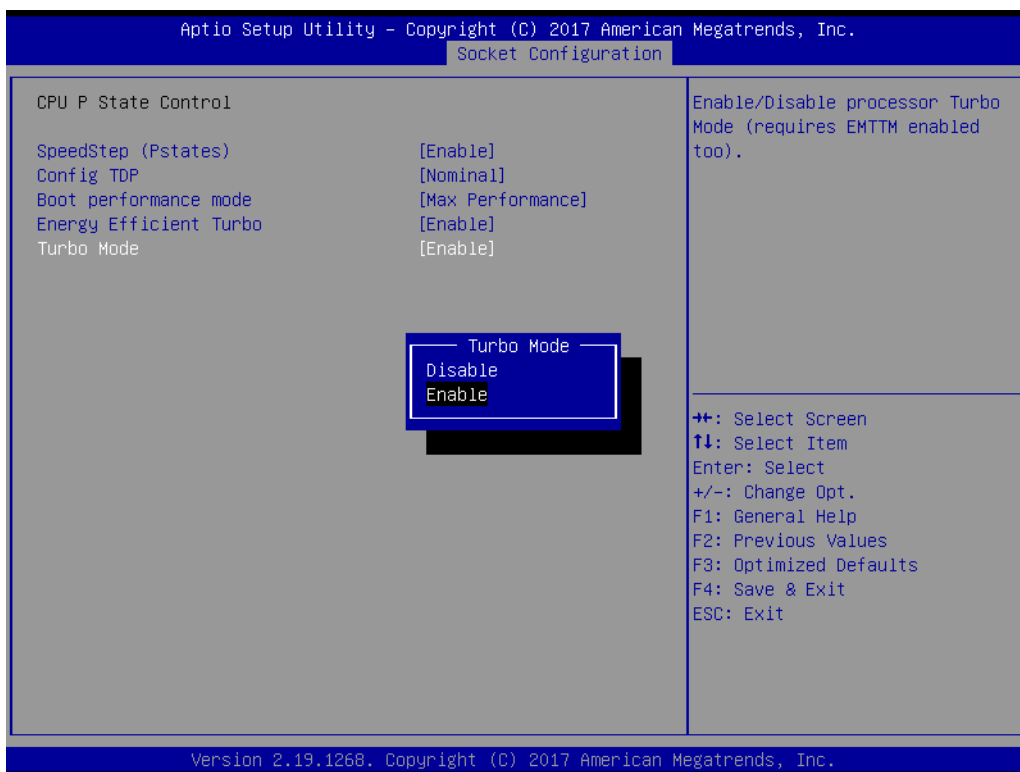 Aptio Setup Utility – Copyright (C) 2017 American Megatrends, Inc.
Socket Configuration
CPU P State Control
SpeedStep (Pstates) [Enable]
Config TDP [Nominal]
Boot performance mode [Max Performance]
Energy Efficient Turbo [Enable]
Turbo Mode [Enable]
Turbo Mode
Disable
Enable
Enable/Disable processor Turbo
Mode (requires EMTTM enabled
too).
→←: Select Screen
↑↓: Select Item
Enter: Select
+/-: Change Opt.
F1: General Help
F2: Previous Values
F3: Optimized Defaults
F4: Save & Exit
ESC: Exit
Version 2.19.1268. Copyright (C) 2017 American Megatrends, Inc.